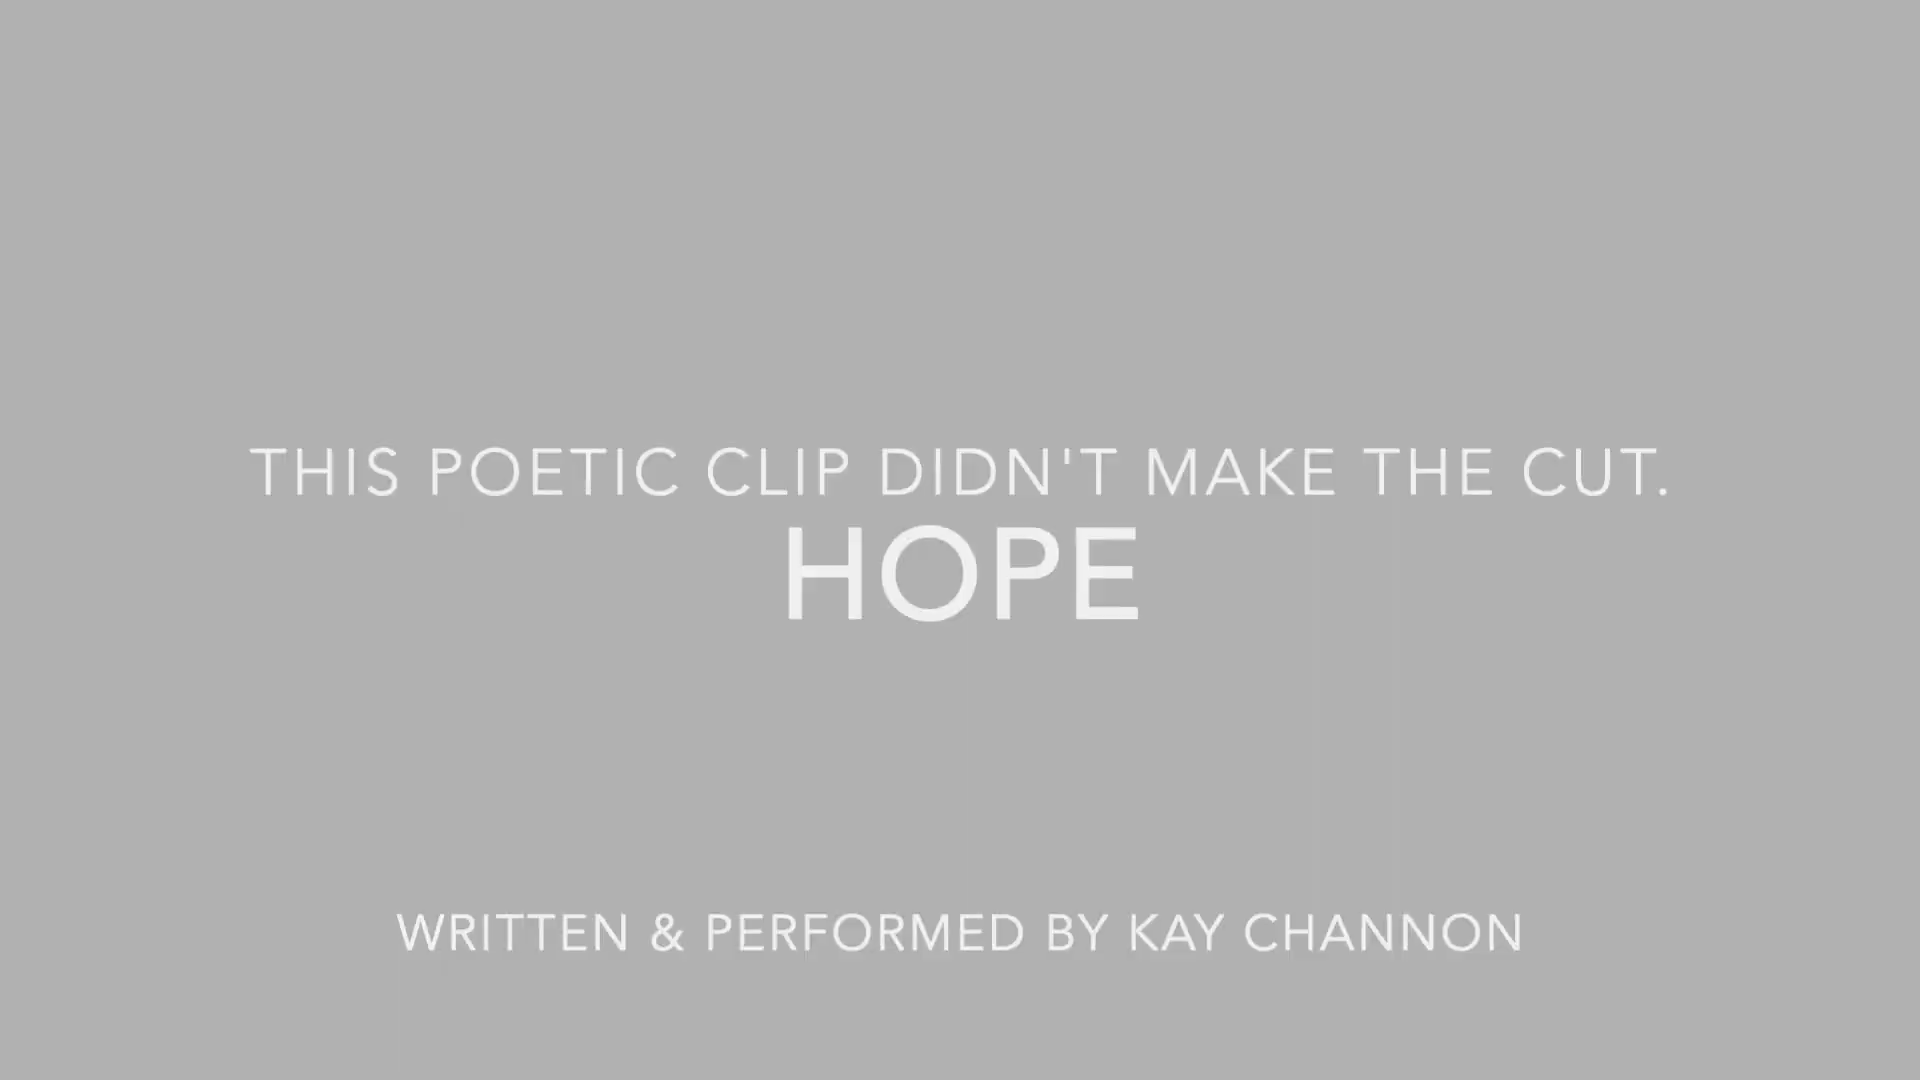 THIS POETIC CLIP DIDN'T MAKE THE CUT.
HOPE
WRITTEN & PERFORMED BY KAY CHANNON